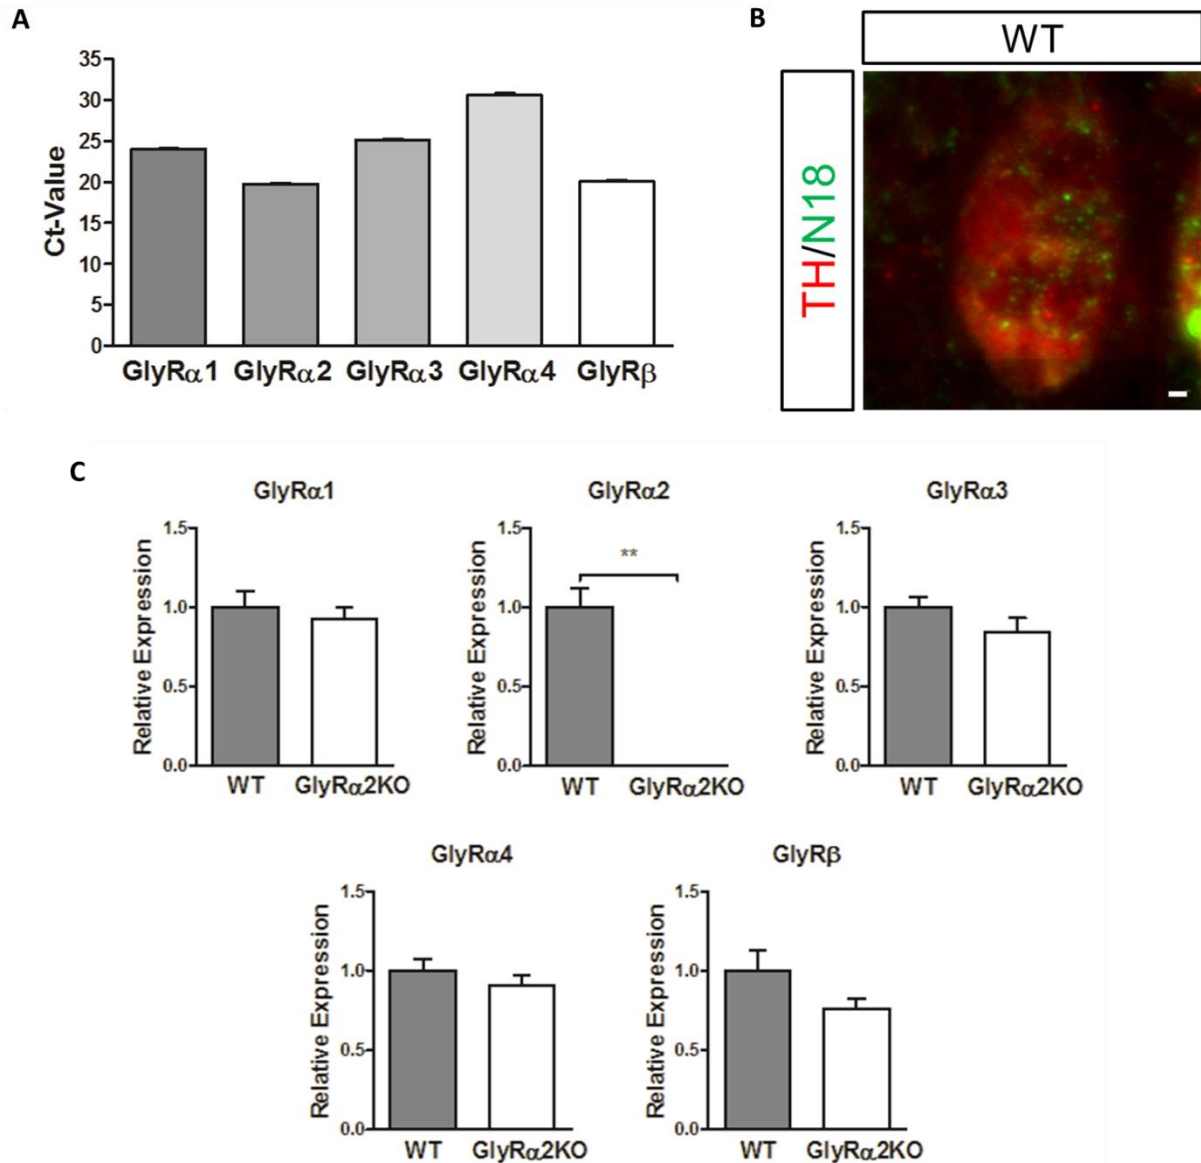 A
Ct-Value
35
30
25
20
15
10
5
0
GlyRα1 GlyRα2 GlyRα3 GlyRα4 GlyRβ
B
WT
TH/N18
C
GlyRα1
Relative Expression
1.5
1.0
0.5
0.0
WT GlyRα2KO
GlyRα2
Relative Expression
1.5
1.0
0.5
0.0
**
WT GlyRα2KO
GlyRα3
Relative Expression
1.5
1.0
0.5
0.0
WT GlyRα2KO
GlyRα4
Relative Expression
1.5
1.0
0.5
0.0
WT GlyRα2KO
GlyRβ
Relative Expression
1.5
1.0
0.5
0.0
WT GlyRα2KO